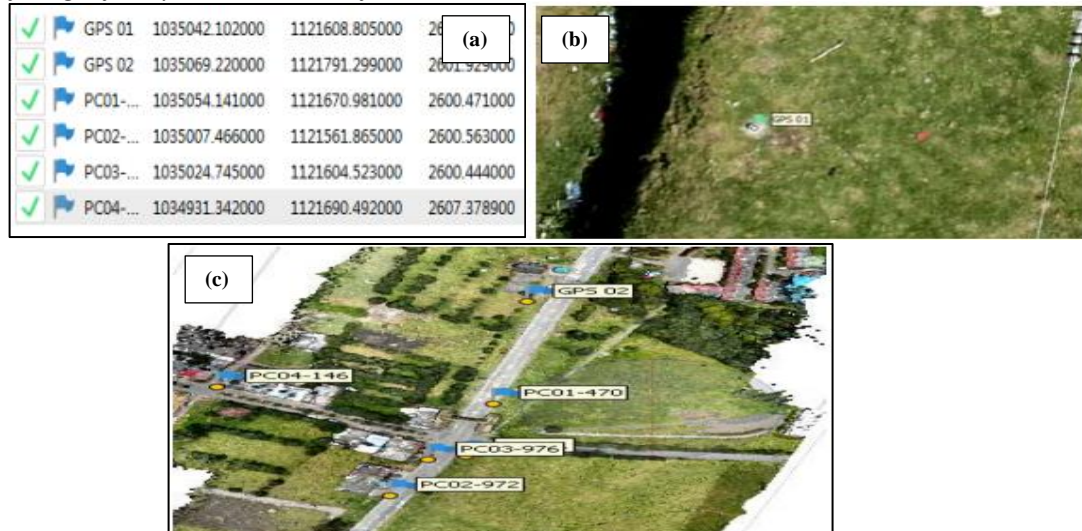 (a)
GPS 01 1035042.102000 1121608.805000
GPS 02 1035069.220000 1121791.299000 2601.929000
PC01-... 1035054.141000 1121670.981000 2600.471000
PC02-... 1035007.466000 1121561.865000 2600.563000
PC03-... 1035024.745000 1121604.523000 2600.444000
PC04-... 1034931.342000 1121690.492000 2607.378900
(b)
GPS 01
(c)
GPS 02
PC04-146
PC01-470
PC03-976
PC02-972